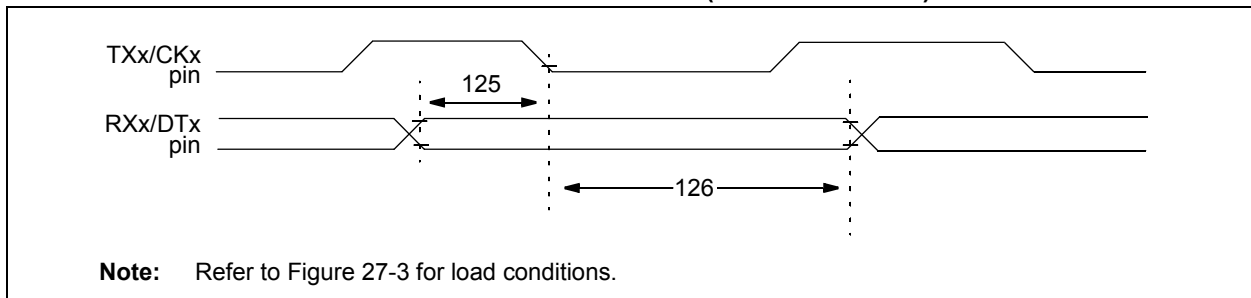 TXx/CKx
pin
125
RXx/DTx
pin
126
Note: Refer to Figure 27-3 for load conditions.